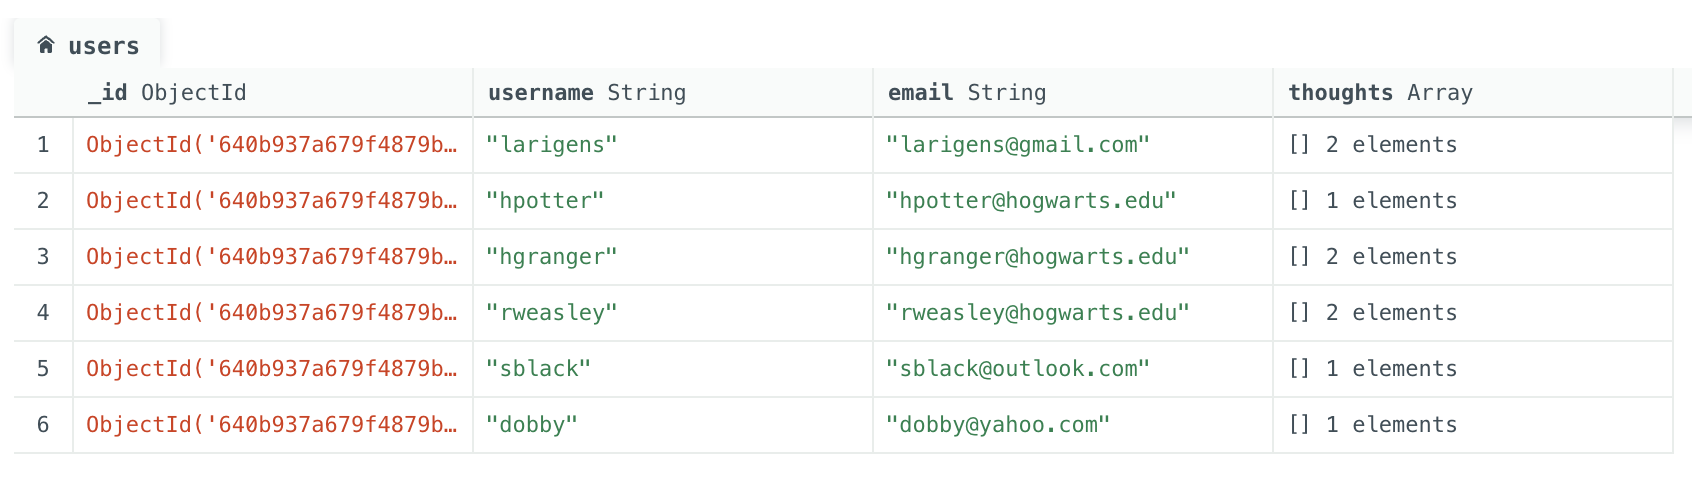 users
_id ObjectId username String email String thoughts Array
1 ObjectId('640b937a679f4879b… "larigens" "larigens@gmail.com" [] 2 elements
2 ObjectId('640b937a679f4879b… "hpotter" "hpotter@hogwarts.edu" [] 1 elements
3 ObjectId('640b937a679f4879b… "hgranger" "hgranger@hogwarts.edu" [] 2 elements
4 ObjectId('640b937a679f4879b… "rweasley" "rweasley@hogwarts.edu" [] 2 elements
5 ObjectId('640b937a679f4879b… "sblack" "sblack@outlook.com" [] 1 elements
6 ObjectId('640b937a679f4879b… "dobby" "dobby@yahoo.com" [] 1 elements